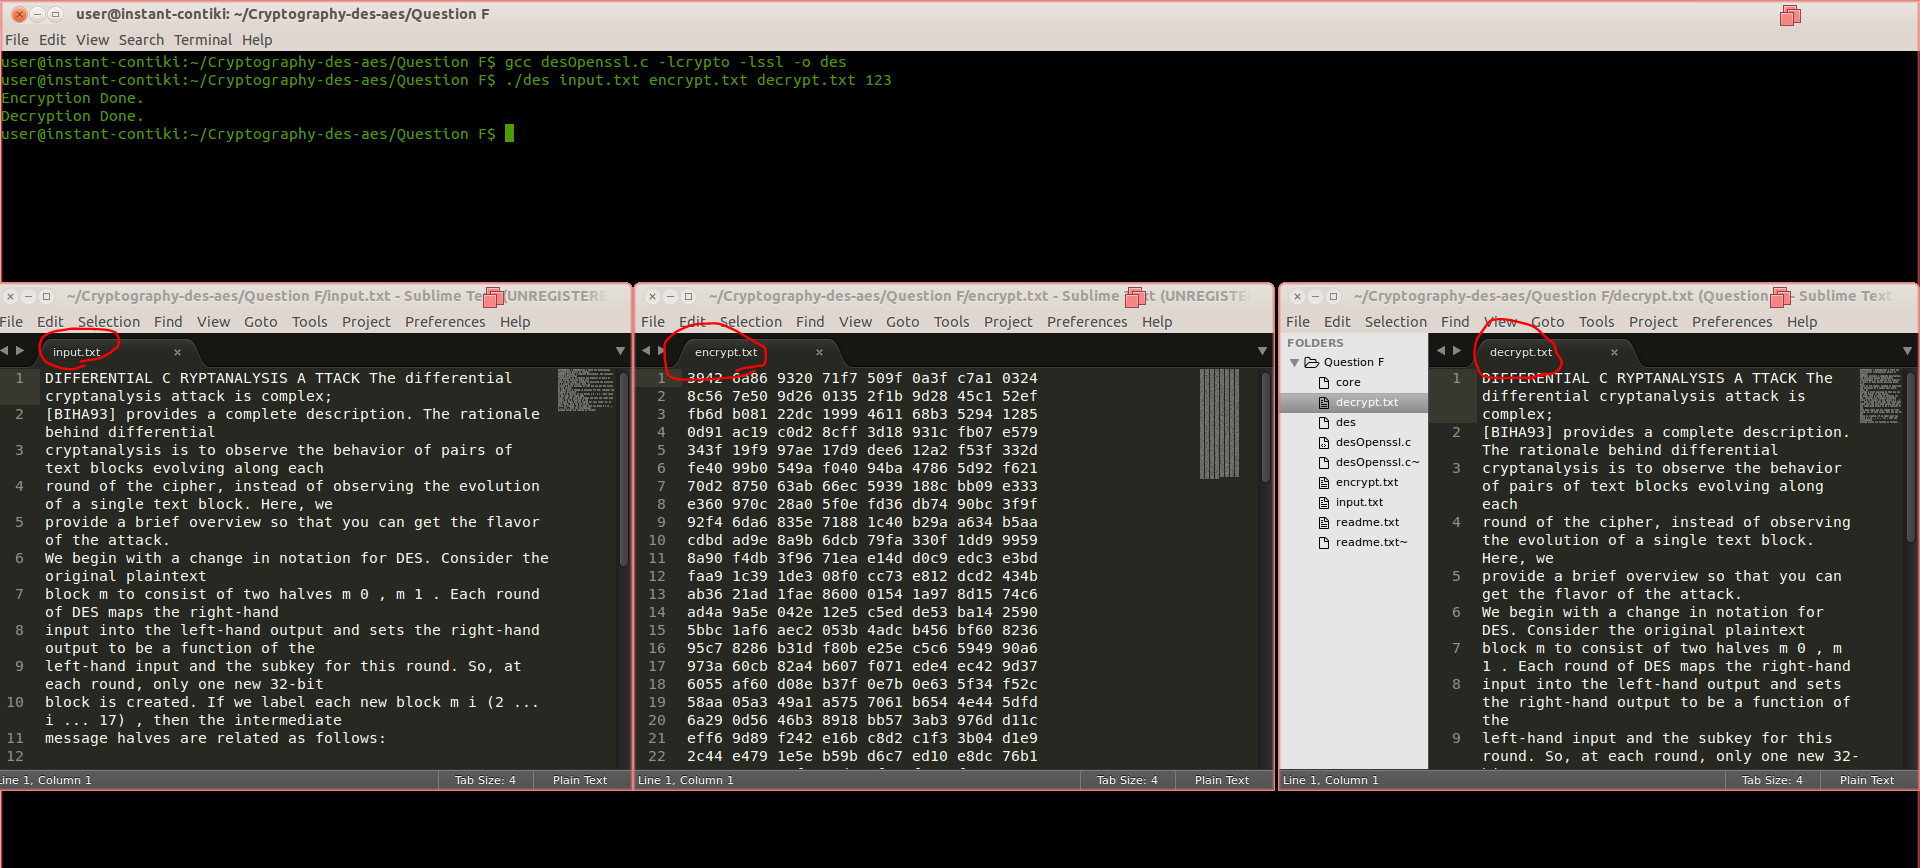 user@instant-contiki: ~/Cryptography-des-aes/Question F
File Edit View Search Terminal Help
user@instant-contiki:~/Cryptography-des-aes/Question F$ gcc desOpenssl.c -lcrypto -lssl -o des
user@instant-contiki:~/Cryptography-des-aes/Question F$ ./des input.txt encrypt.txt decrypt.txt 123
Encryption Done.
Decryption Done.
user@instant-contiki:~/Cryptography-des-aes/Question F$
~/Cryptography-des-aes/Question F/input.txt - Sublime Te (UNREGISTERE
File Edit Selection Find View Goto Tools Project Preferences Help
input.txt
1 DIFFERENTIAL C RYPTANALYSIS A TTACK The differential
cryptanalysis attack is complex;
2 [BIHA93] provides a complete description. The rationale
behind differential
3 cryptanalysis is to observe the behavior of pairs of
text blocks evolving along each
4 round of the cipher, instead of observing the evolution
of a single text block. Here, we
5 provide a brief overview so that you can get the flavor
of the attack.
6 We begin with a change in notation for DES. Consider the
original plaintext
7 block m to consist of two halves m 0 , m 1 . Each round
of DES maps the right-hand
8 input into the left-hand output and sets the right-hand
output to be a function of the
9 left-hand input and the subkey for this round. So, at
each round, only one new 32-bit
10 block is created. If we label each new block m i (2 ...
i ... 17) , then the intermediate
11 message halves are related as follows:
12
Line 1, Column 1 Tab Size: 4 Plain Text
~/Cryptography-des-aes/Question F/encrypt.txt - Sublime xt (UNREGISTE
File Edit Selection Find View Goto Tools Project Preferences Help
encrypt.txt
1 3942 6a86 9320 71f7 509f 0a3f c7a1 0324
2 8c56 7e50 9d26 0135 2f1b 9d28 45c1 52ef
3 fb6d b081 22dc 1999 4611 68b3 5294 1285
4 0d91 ac19 c0d2 8cff 3d18 931c fb07 e579
5 343f 19f9 97ae 17d9 dee6 12a2 f53f 332d
6 fe40 99b0 549a f040 94ba 4786 5d92 f621
7 70d2 8750 63ab 66ec 5939 188c bb09 e333
8 e360 970c 28a0 5f0e fd36 db74 90bc 3f9f
9 92f4 6da6 835e 7188 1c40 b29a a634 b5aa
10 cdbd ad9e 8a9b 6dcb 79fa 330f 1dd9 9959
11 8a90 f4db 3f96 71ea e14d d0c9 edc3 e3bd
12 faa9 1c39 1de3 08f0 cc73 e812 dcd2 434b
13 ab36 21ad 1fae 8600 0154 1a97 8d15 74c6
14 ad4a 9a5e 042e 12e5 c5ed de53 ba14 2590
15 5bbc 1af6 aec2 053b 4adc b456 bf60 8236
16 95c7 8286 b31d f80b e25e c5c6 5949 90a6
17 973a 60cb 82a4 b607 f071 ede4 ec42 9d37
18 6055 af60 d08e b37f 0e7b 0e63 5f34 f52c
19 58aa 05a3 49a1 a575 7061 b654 4e44 5dfd
20 6a29 0d56 46b3 8918 bb57 3ab3 976d d11c
21 eff6 9d89 f242 e16b c8d2 c1f3 3b04 d1e9
22 2c44 e479 1e5e b59b d6c7 ed10 e8dc 76b1
Line 1, Column 1 Tab Size: 4 Plain Text
~/Cryptography-des-aes/Question F/decrypt.txt (Question - Sublime Text
File Edit Selection Find View Goto Tools Project Preferences Help
FOLDERS
Question F
core
decrypt.txt
des
desOpenssl.c
desOpenssl.c~
encrypt.txt
input.txt
readme.txt
readme.txt~
decrypt.txt
1 DIFFERENTIAL C RYPTANALYSIS A TTACK The
differential cryptanalysis attack is
complex;
2 [BIHA93] provides a complete description.
The rationale behind differential
3 cryptanalysis is to observe the behavior
of pairs of text blocks evolving along
each
4 round of the cipher, instead of observing
the evolution of a single text block.
Here, we
5 provide a brief overview so that you can
get the flavor of the attack.
6 We begin with a change in notation for
DES. Consider the original plaintext
7 block m to consist of two halves m 0 , m
1 . Each round of DES maps the right-hand
8 input into the left-hand output and sets
the right-hand output to be a function of
the
9 left-hand input and the subkey for this
round. So, at each round, only one new 32-
Line 1, Column 1 Tab Size: 4 Plain Text